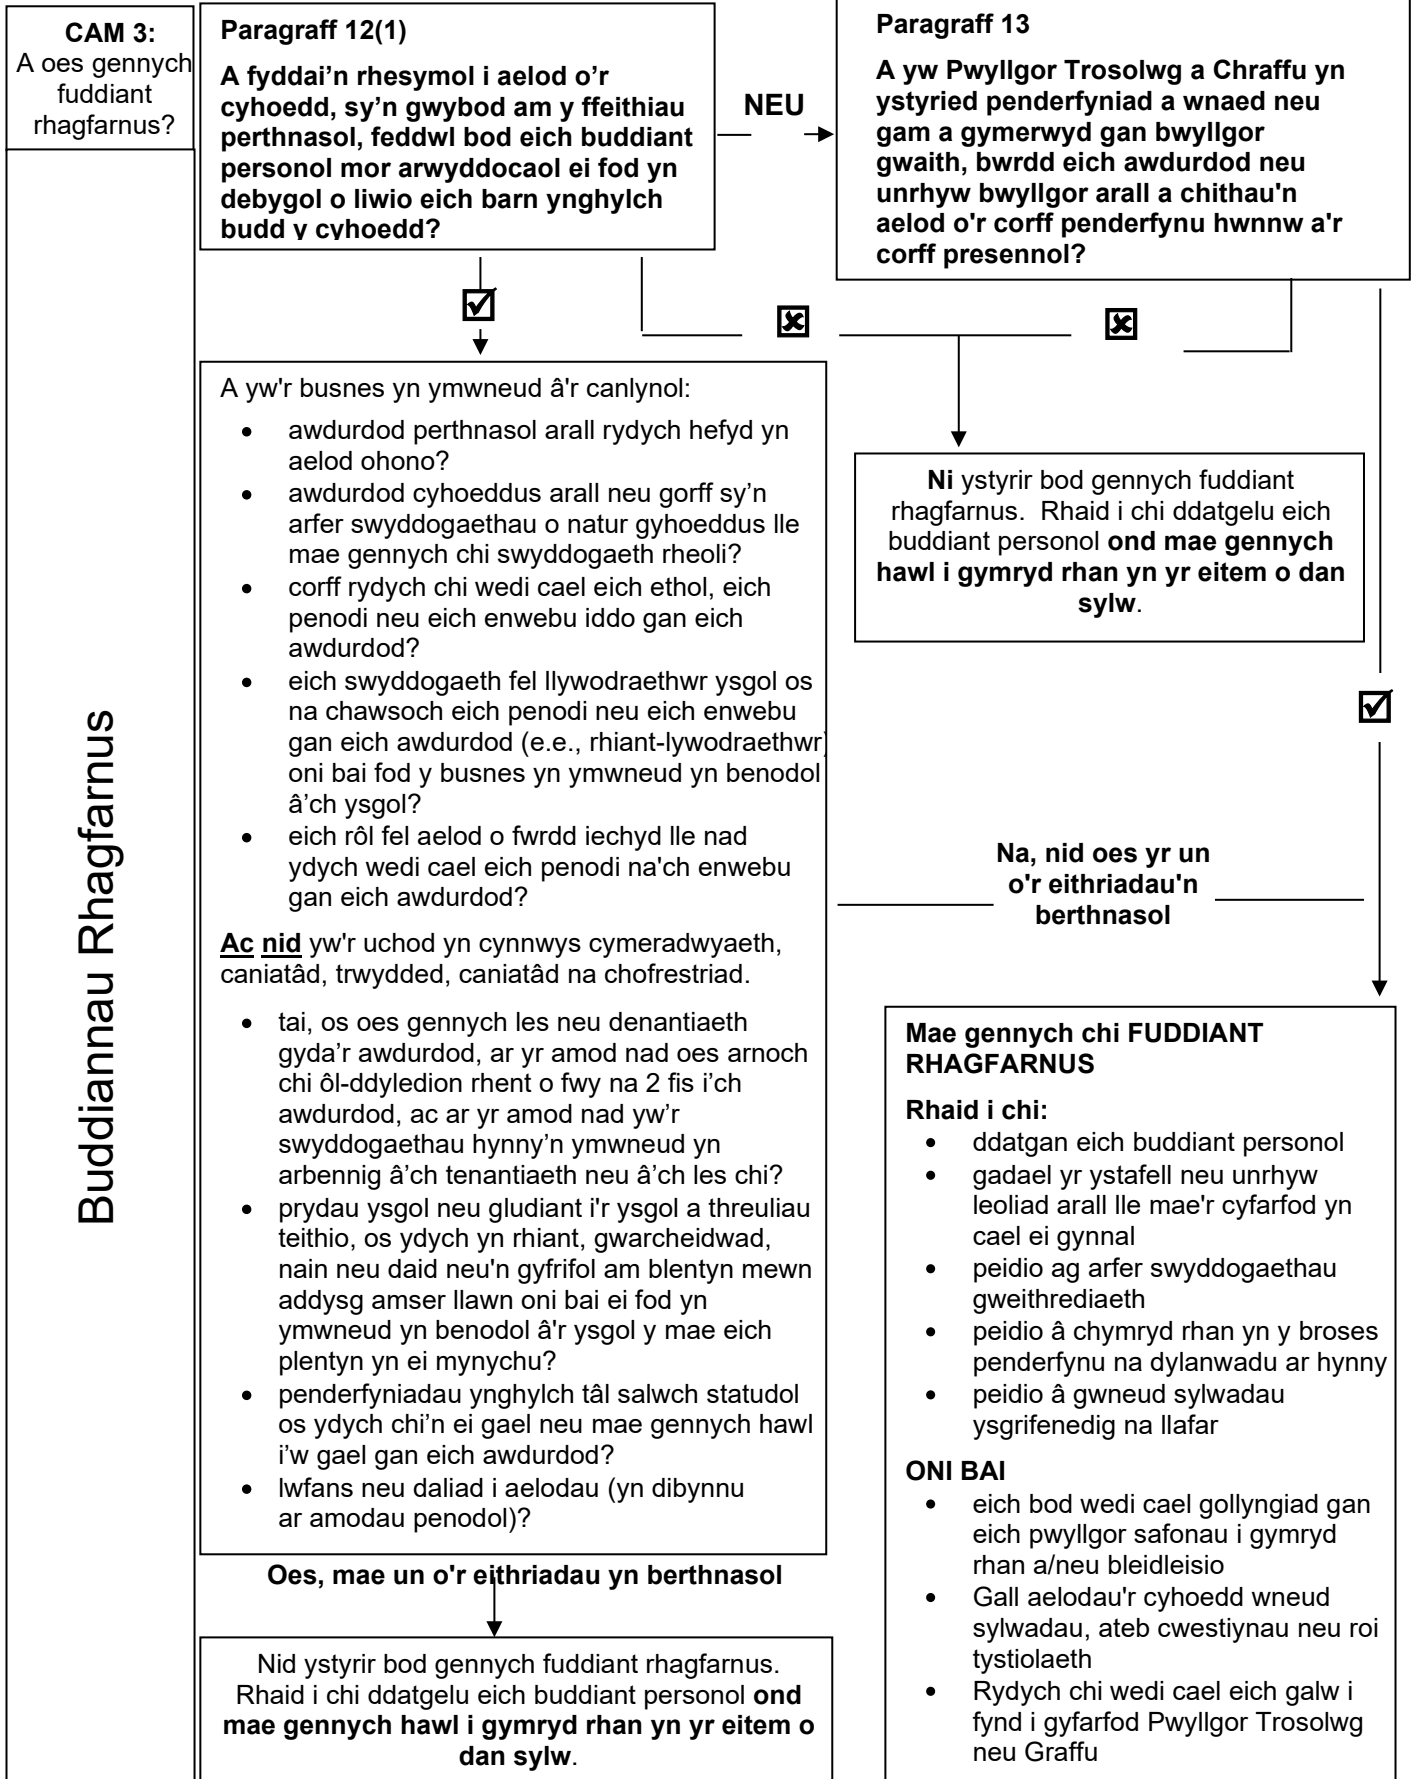 CAM 3:
A oes gennych
fuddiant
rhagfarnus?
Buddiannau Rhagfarnus
Paragraff 12(1)
A fyddai’n rhesymol i aelod o’r
cyhoedd, sy’n gwybod am y ffeithiau
perthnasol, feddwl bod eich buddiant
personol mor arwyddocaol ei fod yn
debygol o liwio eich barn ynghylch
budd y cyhoedd?
NEU
Paragraff 13
A yw Pwyllgor Trosolwg a Chraffu yn
ystyried penderfyniad a wnaed neu
gam a gymerwyd gan bwyllgor
gwaith, bwrdd eich awdurdod neu
unrhyw bwyllgor arall a chithau'n
aelod o'r corff penderfynu hwnnw a'r
corff presennol?
A yw'r busnes yn ymwneud â'r canlynol:
• awdurdod perthnasol arall rydych hefyd yn
aelod ohono?
• awdurdod cyhoeddus arall neu gorff sy’n
arfer swyddogaethau o natur gyhoeddus lle
mae gennych chi swyddogaeth rheoli?
• corff rydych chi wedi cael eich ethol, eich
penodi neu eich enwebu iddo gan eich
awdurdod?
• eich swyddogaeth fel llywodraethwr ysgol os
na chawsoch eich penodi neu eich enwebu
gan eich awdurdod (e.e., rhiant-lywodraethwr)
oni bai fod y busnes yn ymwneud yn benodol
â’ch ysgol?
• eich rôl fel aelod o fwrdd iechyd lle nad
ydych wedi cael eich penodi na'ch enwebu
gan eich awdurdod?
Ac nid yw'r uchod yn cynnwys cymeradwyaeth,
caniatâd, trwydded, caniatâd na chofrestriad.
• tai, os oes gennych les neu denantiaeth
gyda’r awdurdod, ar yr amod nad oes arnoch
chi ôl-ddyledion rhent o fwy na 2 fis i’ch
awdurdod, ac ar yr amod nad yw’r
swyddogaethau hynny’n ymwneud yn
arbennig â’ch tenantiaeth neu â’ch les chi?
• prydau ysgol neu gludiant i'r ysgol a threuliau
teithio, os ydych yn rhiant, gwarcheidwad,
nain neu daid neu'n gyfrifol am blentyn mewn
addysg amser llawn oni bai ei fod yn
ymwneud yn benodol â'r ysgol y mae eich
plentyn yn ei mynychu?
• penderfyniadau ynghylch tâl salwch statudol
os ydych chi’n ei gael neu mae gennych hawl
i’w gael gan eich awdurdod?
• lwfans neu daliad i aelodau (yn dibynnu
ar amodau penodol)?
Oes, mae un o'r eithriadau yn berthnasol
Nid ystyrir bod gennych fuddiant rhagfarnus.
Rhaid i chi ddatgelu eich buddiant personol ond
mae gennych hawl i gymryd rhan yn yr eitem o
dan sylw.
Ni ystyrir bod gennych fuddiant
rhagfarnus. Rhaid i chi ddatgelu eich
buddiant personol ond mae gennych
hawl i gymryd rhan yn yr eitem o dan
sylw.
Na, nid oes yr un
o'r eithriadau'n
berthnasol
Mae gennych chi FUDDIANT
RHAGFARNUS
Rhaid i chi:
• ddatgan eich buddiant personol
• gadael yr ystafell neu unrhyw
leoliad arall lle mae'r cyfarfod yn
cael ei gynnal
• peidio ag arfer swyddogaethau
gweithrediaeth
• peidio â chymryd rhan yn y broses
penderfynu na dylanwadu ar hynny
• peidio â gwneud sylwadau
ysgrifenedig na llafar
ONI BAI
• eich bod wedi cael gollyngiad gan
eich pwyllgor safonau i gymryd
rhan a/neu bleidleisio
• Gall aelodau'r cyhoedd wneud
sylwadau, ateb cwestiynau neu roi
tystiolaeth
• Rydych chi wedi cael eich galw i
fynd i gyfarfod Pwyllgor Trosolwg
neu Graffu